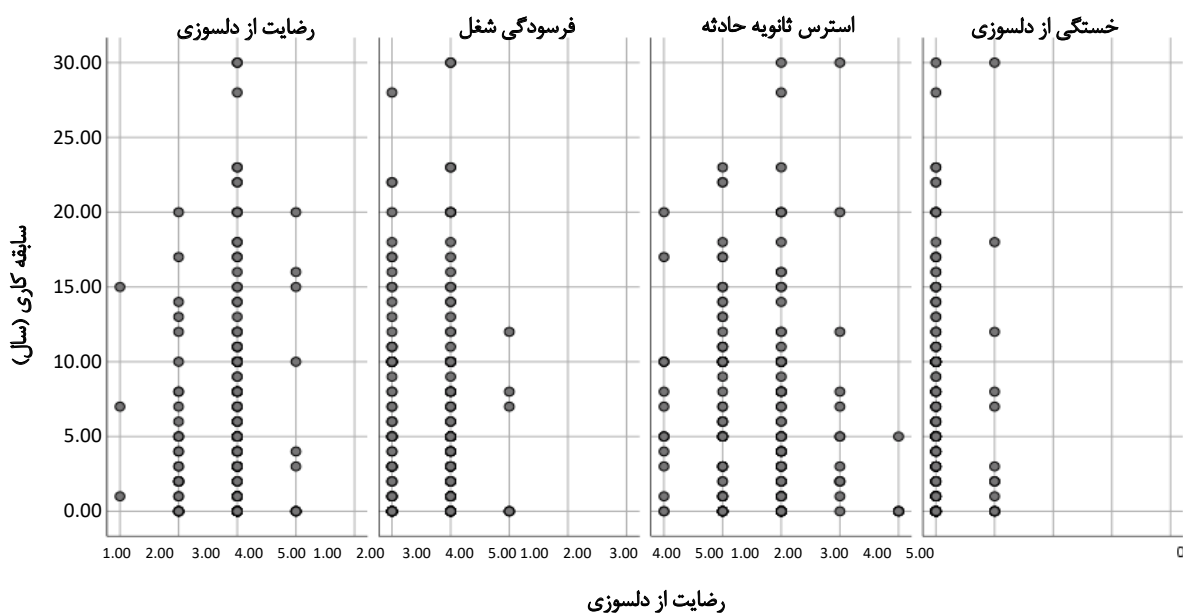 رضایت از دلسوزی
فرسودگی شغل
استرس ثانویه حادثه
خستگی از دلسوزی
30.00
25.00
20.00
15.00
10.00
5.00
0.00
سابقه کاری (سال)
1.00 2.00 3.00 4.00 5.00 1.00 2.00 3.00 4.00 5.00 1.00 2.00 3.00 4.00 5.00 1.00 2.00 3.00 4.00 5.00
رضایت از دلسوزی